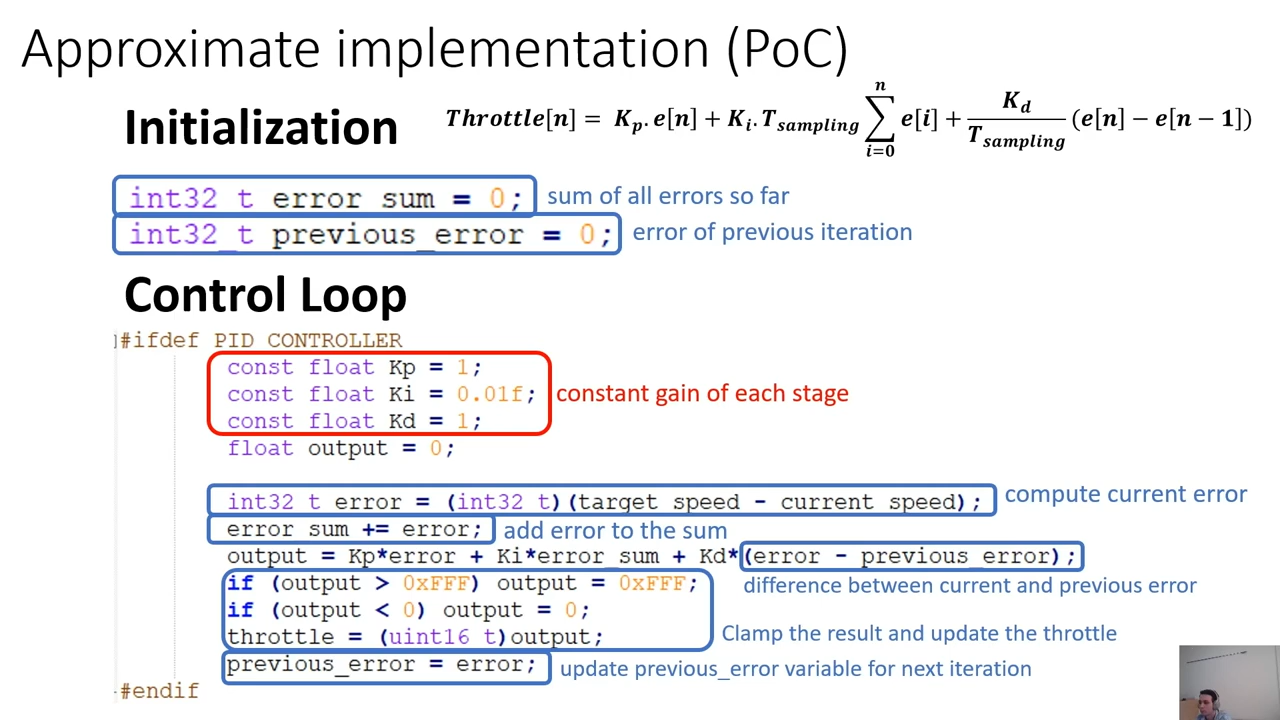 Approximate implementation (PoC)
Initialization
Throttle[n] = Kp.e[n] + Ki.Tsampling ∑ i=0 n e[i] + Kd/Tsampling (e[n] − e[n − 1])
int32_t error_sum = 0; sum of all errors so far
int32_t previous_error = 0; error of previous iteration
Control Loop
#ifdef PID_CONTROLLER
const float Kp = 1;
const float Ki = 0.01f; constant gain of each stage
const float Kd = 1;
float output = 0;
int32_t error = (int32_t)(target_speed - current_speed); compute current error
error_sum += error; add error to the sum
output = Kp*error + Ki*error_sum + Kd*(error - previous_error);
if (output > 0xFFF) output = 0xFFF; difference between current and previous error
if (output < 0) output = 0;
throttle = (uint16_t)output; Clamp the result and update the throttle
previous_error = error; update previous_error variable for next iteration
#endif